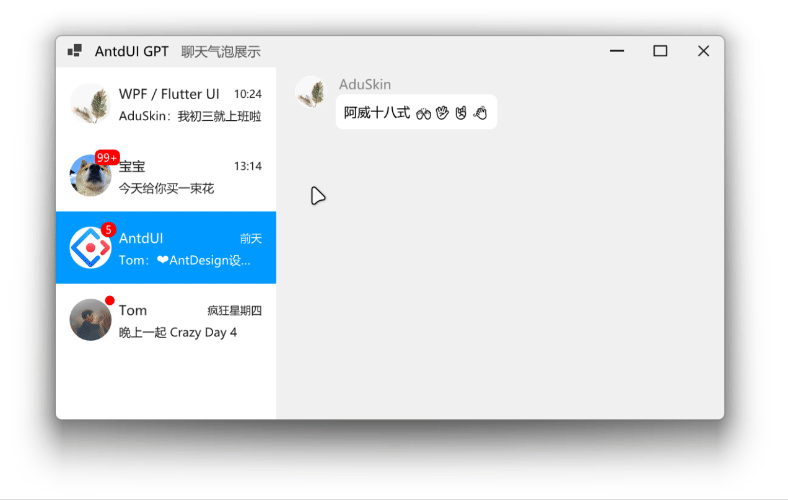 AntdUI GPT 聊天气泡展示
WPF / Flutter UI 10:24
AduSkin：我初三就上班啦
99+
宝宝 13:14
今天给你买一束花
5
AntdUI 前天
Tom：❤AntDesign设...
Tom 疯狂星期四
晚上一起 Crazy Day 4
AduSkin
阿威十八式